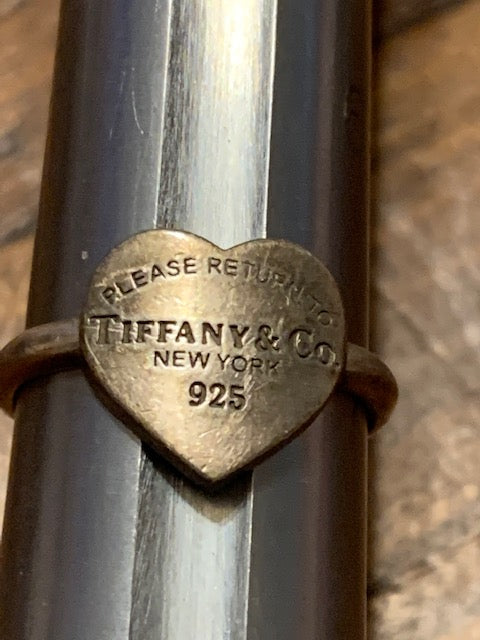 PLEASE RETURN TO
TIFFANY & CO.
NEW YORK
925